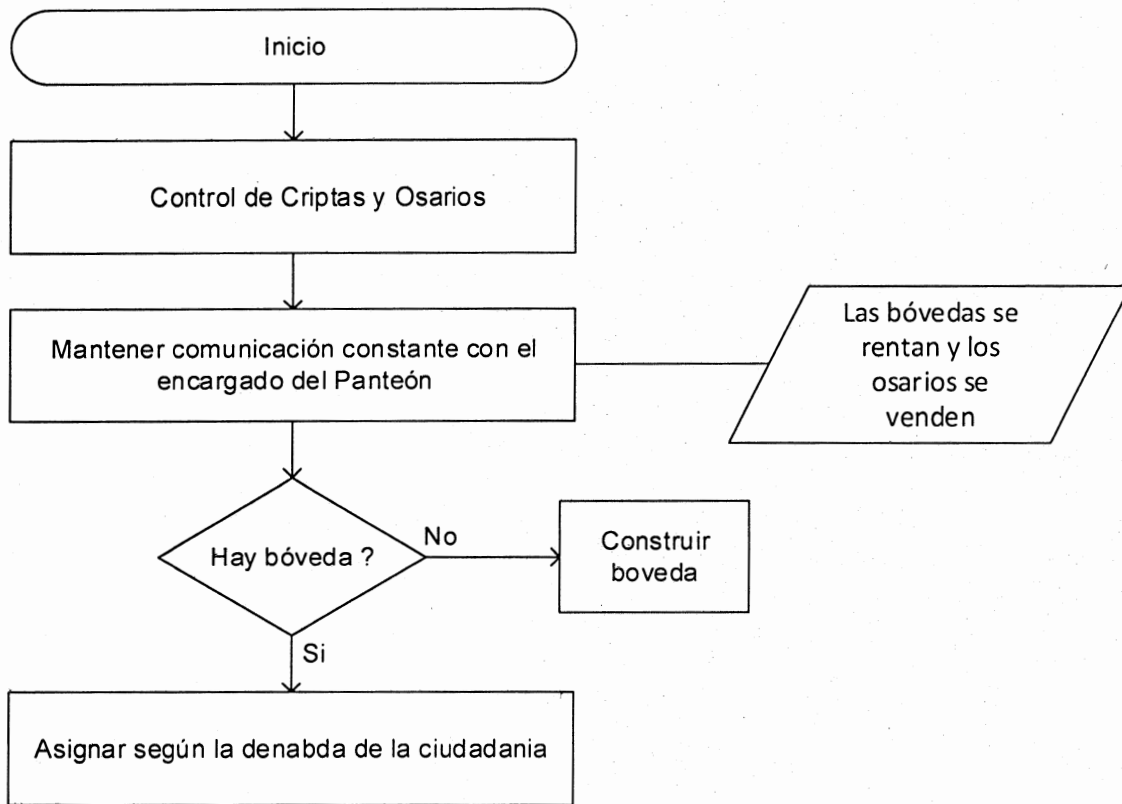 Inicio
Control de Criptas y Osarios
Mantener comunicación constante con el
encargado del Panteón
Las bóvedas se
rentan y los
osarios se
venden
Hay bóveda ?
No
Construir
boveda
Si
Asignar según la denabda de la ciudadania